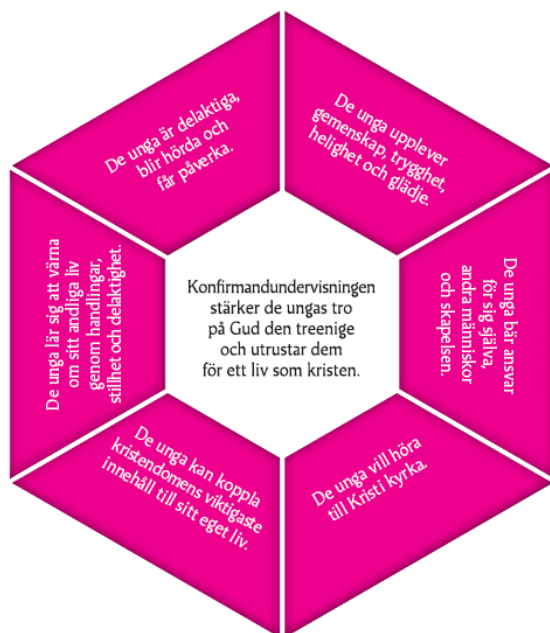 De unga är delaktiga,
blir hörda och
får påverka.
De unga upplever
gemenskap, trygghet,
helighet och glädje.
De unga bär ansvar
för sig själva,
andra människor
och skapelsen.
De unga vill höra
till Kristi kyrka.
De unga kan koppla
kristendomens viktigaste
innehåll till sitt eget liv.
De unga lär sig att värna
om sitt andliga liv
genom handlingar,
stillhet och delaktighet.
Konfirmandundervisningen
stärker de ungas tro
på Gud den treenige
och utrustar dem
för ett liv som kristen.